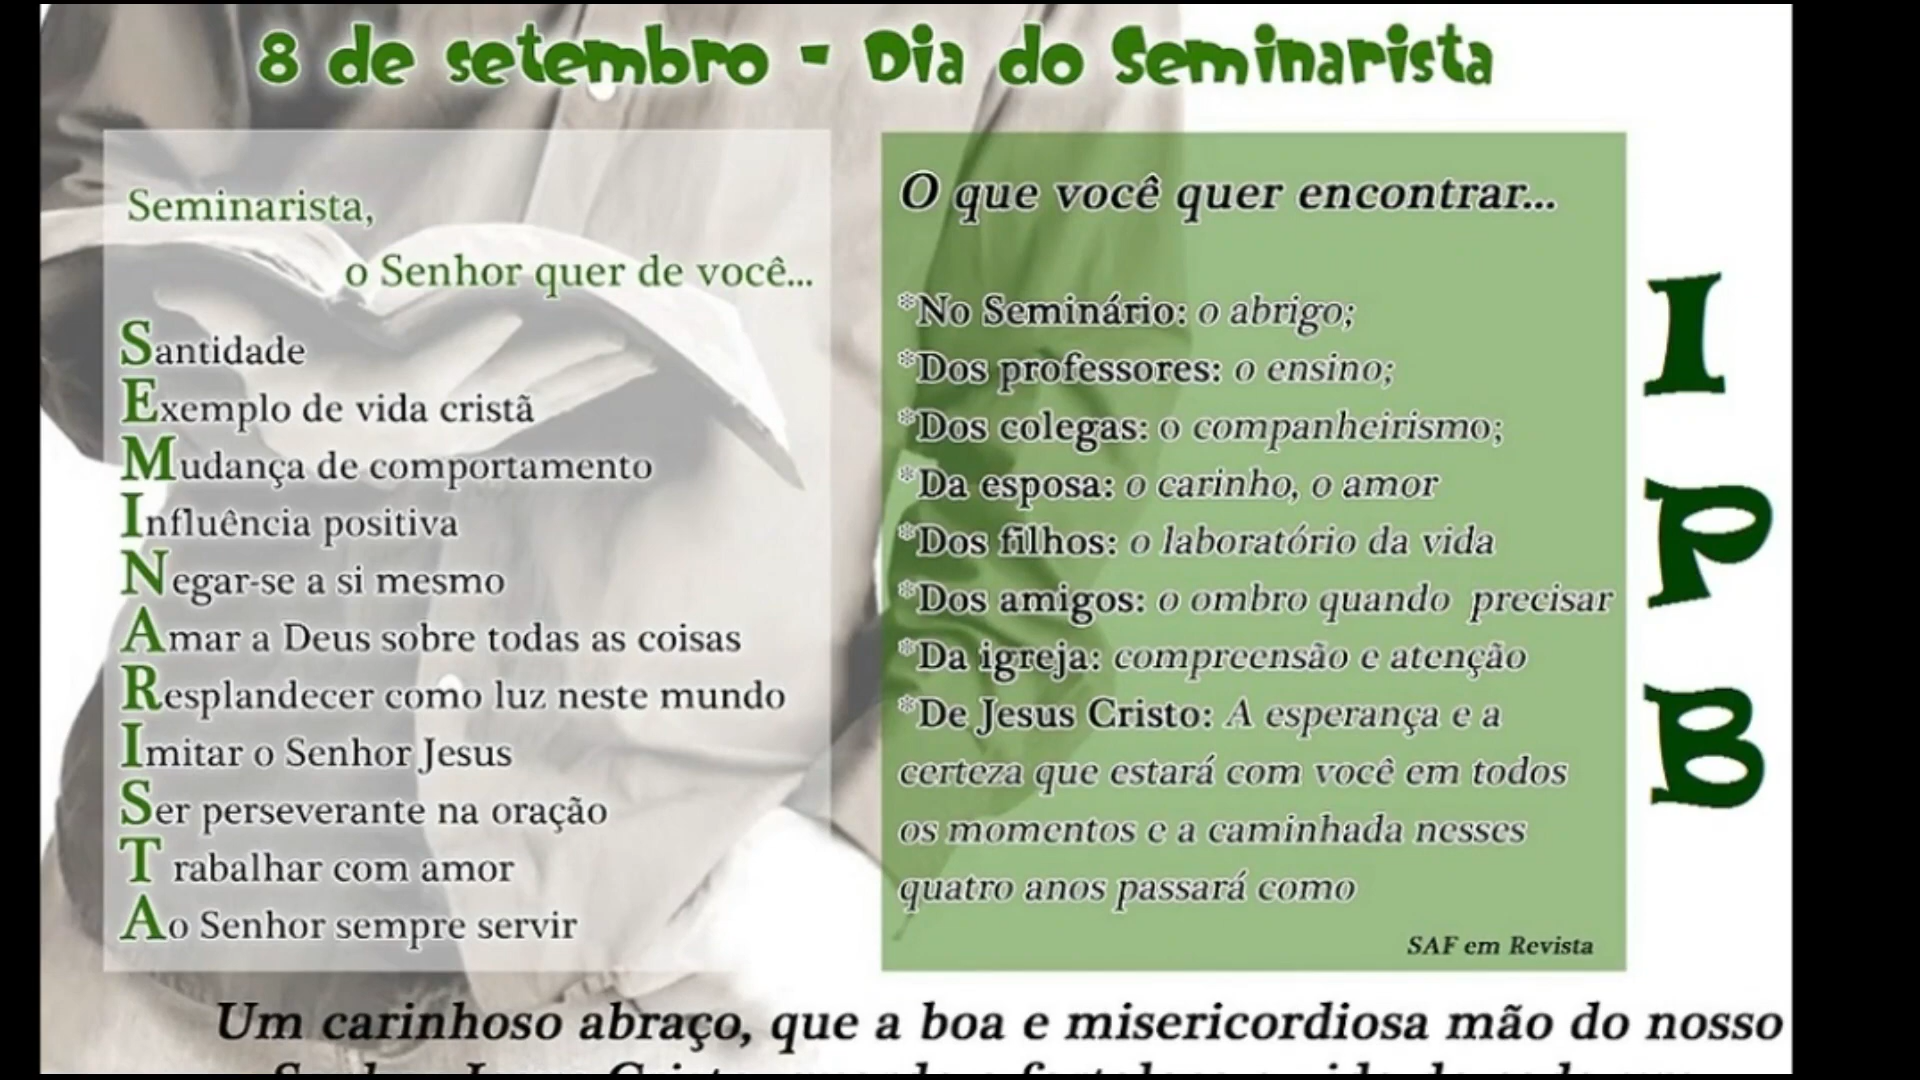 8 de setembro - Dia do Seminarista
Seminarista,
o Senhor quer de você...
Santidade
Exemplo de vida cristã
Mudança de comportamento
Influência positiva
Negar-se a si mesmo
Amar a Deus sobre todas as coisas
Resplandecer como luz neste mundo
Imitar o Senhor Jesus
Ser perseverante na oração
T rabalhar com amor
Ao Senhor sempre servir
O que você quer encontrar...
*No Seminário: o abrigo;
*Dos professores: o ensino;
*Dos colegas: o companheirismo;
*Da esposa: o carinho, o amor
*Dos filhos: o laboratório da vida
*Dos amigos: o ombro quando precisar
*Da igreja: compreensão e atenção
*De Jesus Cristo: A esperança e a
certeza que estará com você em todos
os momentos e a caminhada nesses
quatro anos passará como
SAF em Revista
I
P
B
Um carinhoso abraço, que a boa e misericordiosa mão do nosso